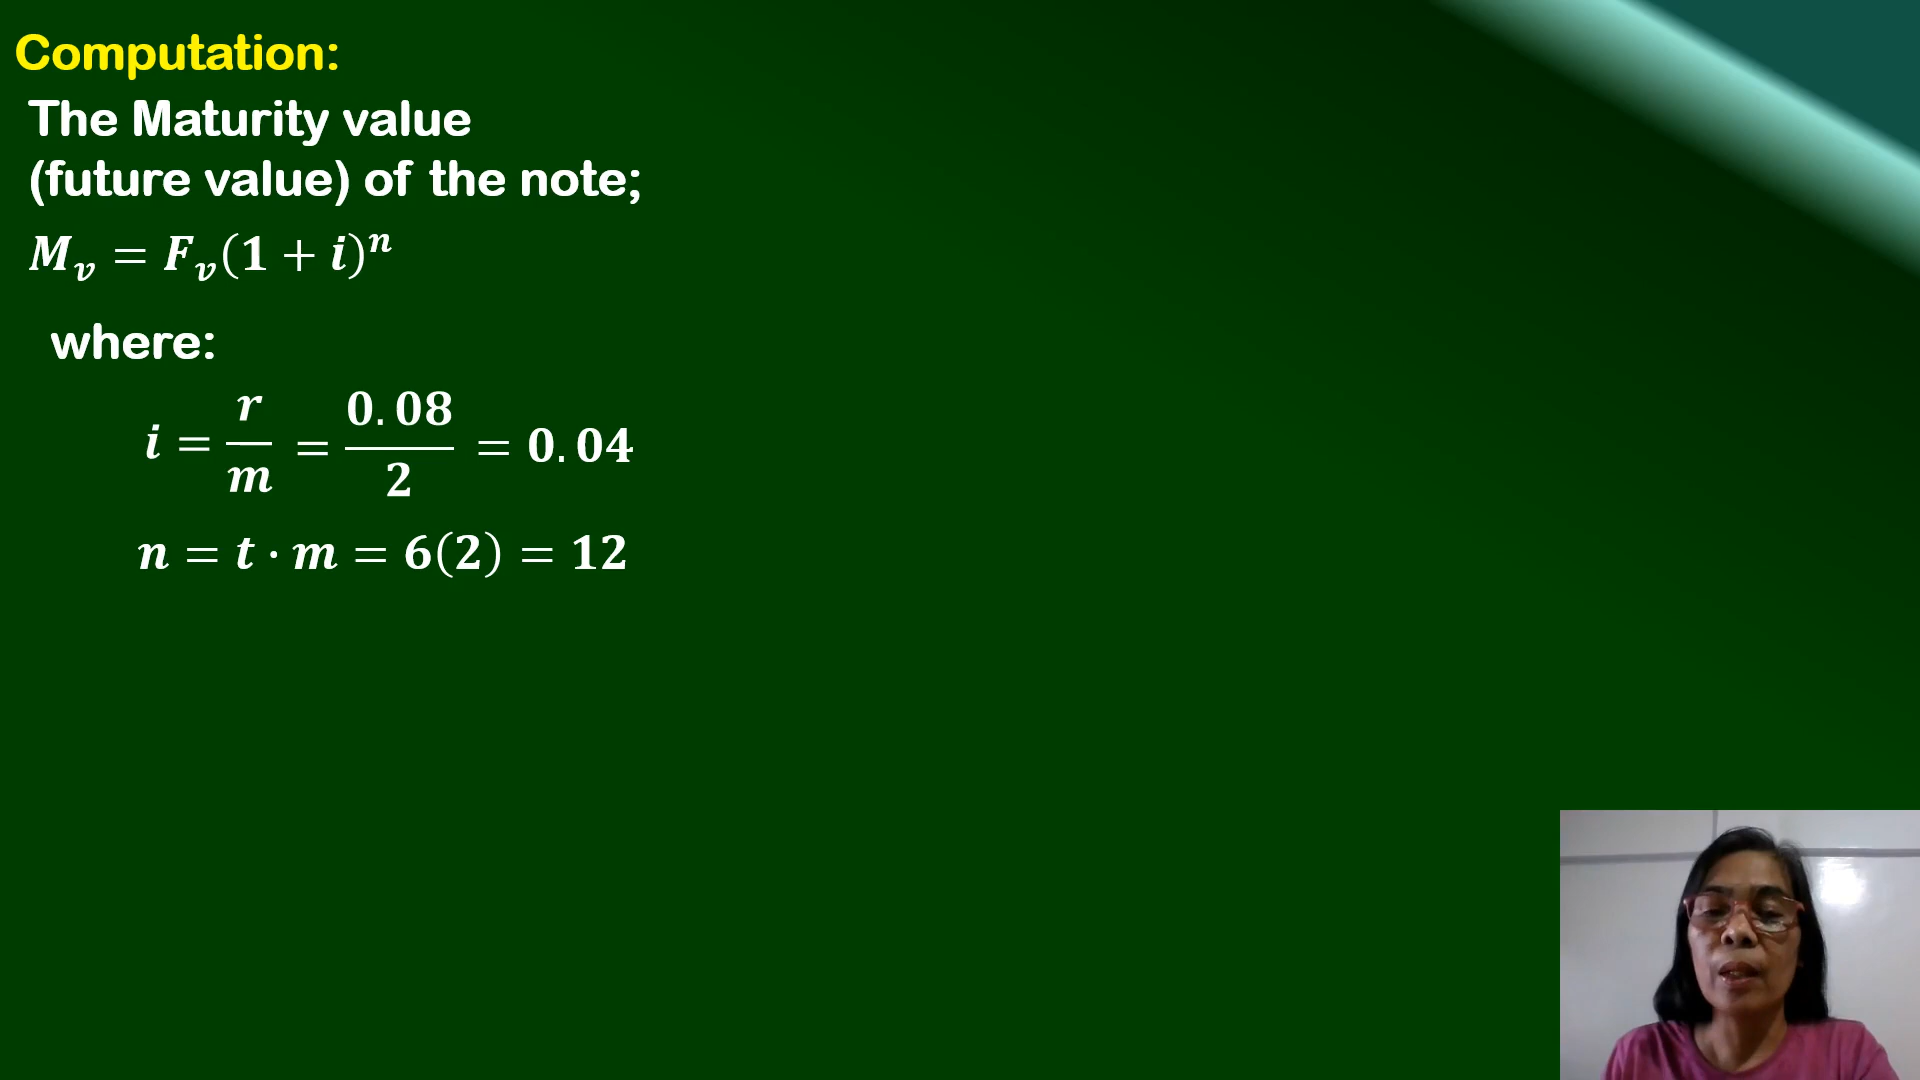 Computation:
The Maturity value
(future value) of the note;
M_v = F_v(1 + i)^n
where:
i = r/m = 0.08/2 = 0.04
n = t · m = 6(2) = 12